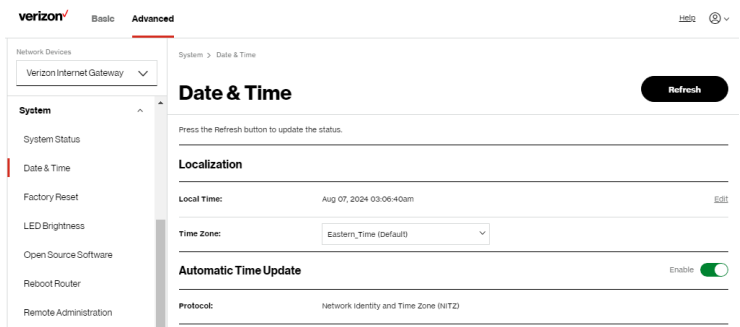 verizon
Basic
Advanced
Help
Network Devices
Verizon Internet Gateway
System
System Status
Date & Time
Factory Reset
LED Brightness
Open Source Software
Reboot Router
Remote Administration
System > Date & Time
Date & Time
Refresh
Press the Refresh button to update the status.
Localization
Local Time: Aug 07, 2024 03:06:40am Edit
Time Zone: Eastern_Time (Default)
Automatic Time Update Enable
Protocol: Network Identity and Time Zone (NITZ)